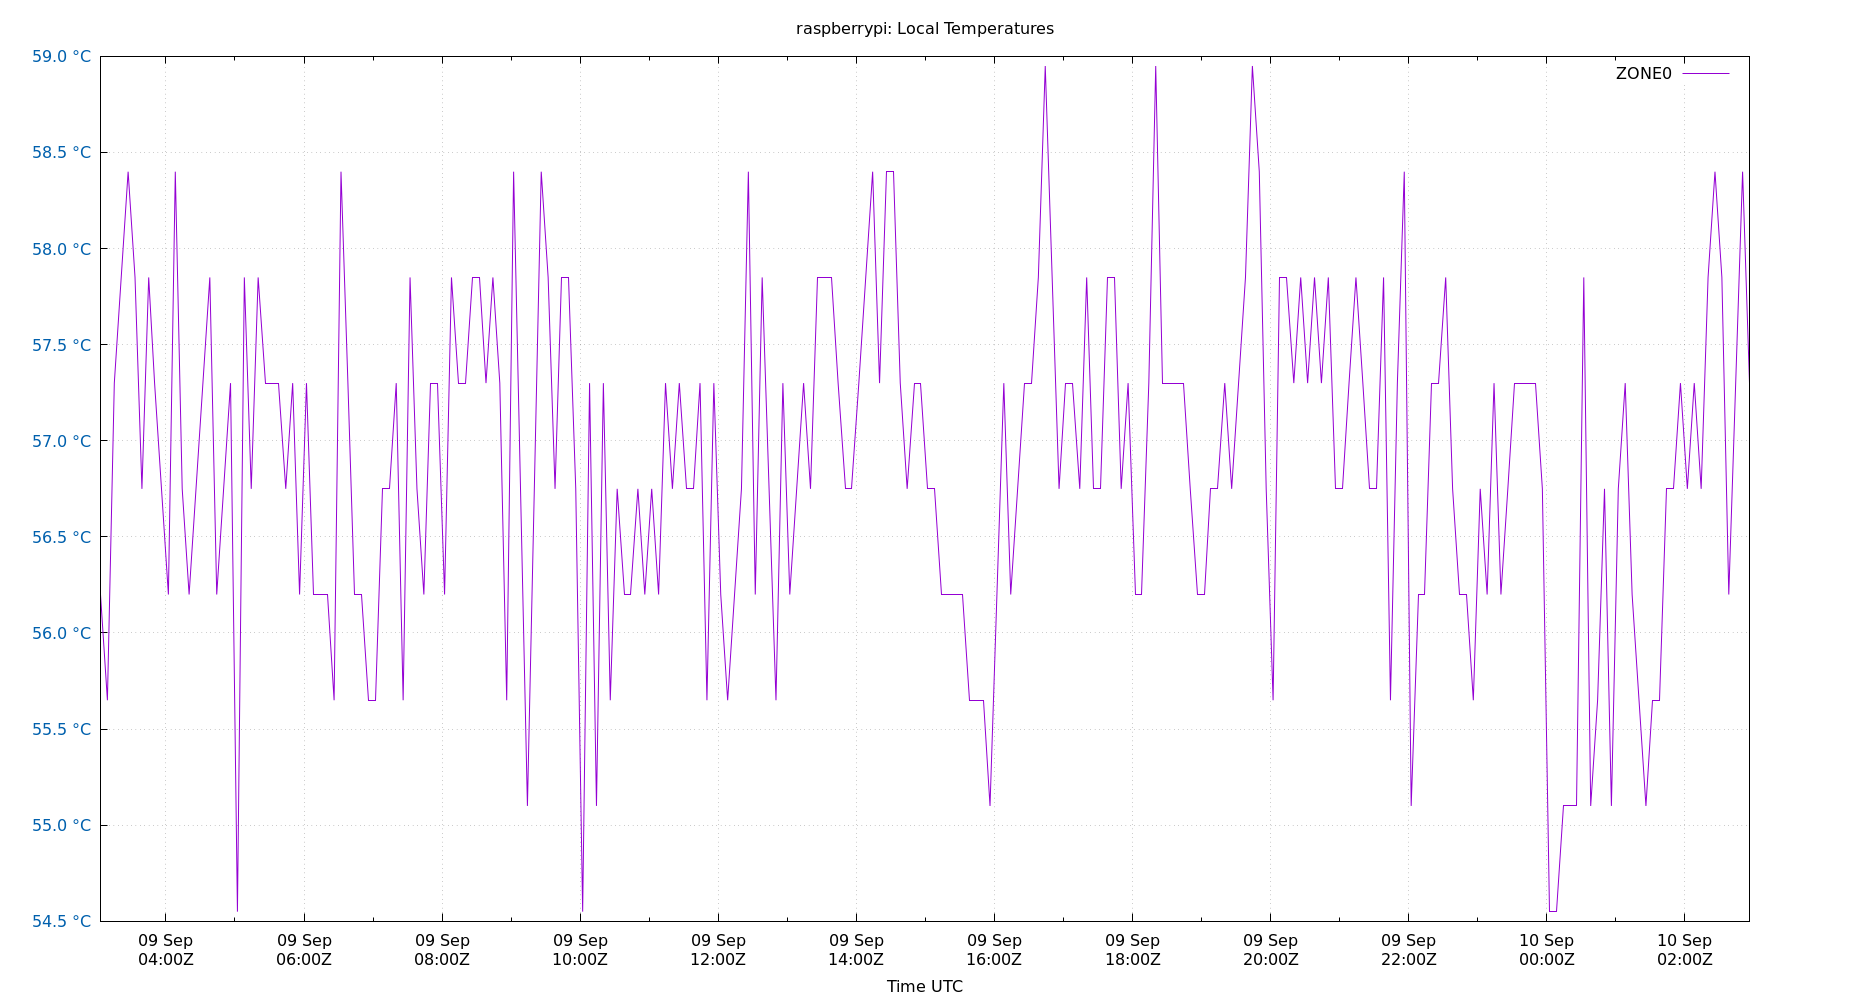 raspberrypi: Local Temperatures
ZONE0
59.0 °C
58.5 °C
58.0 °C
57.5 °C
57.0 °C
56.5 °C
56.0 °C
55.5 °C
55.0 °C
54.5 °C
09 Sep 09 Sep 09 Sep 09 Sep 09 Sep 09 Sep 09 Sep 09 Sep 09 Sep 09 Sep 10 Sep 10 Sep
04:00Z 06:00Z 08:00Z 10:00Z 12:00Z 14:00Z 16:00Z 18:00Z 20:00Z 22:00Z 00:00Z 02:00Z
Time UTC